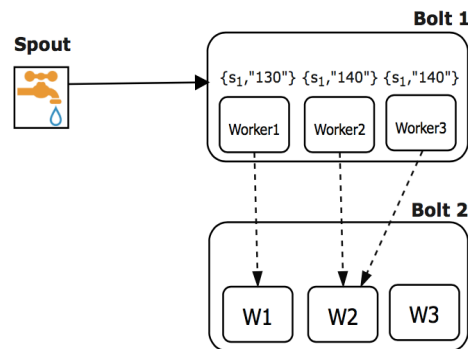 Bolt 1
Spout
{s₁,"130"} {s₁,"140"} {s₁,"140"}
Worker1 Worker2 Worker3
Bolt 2
W1 W2 W3